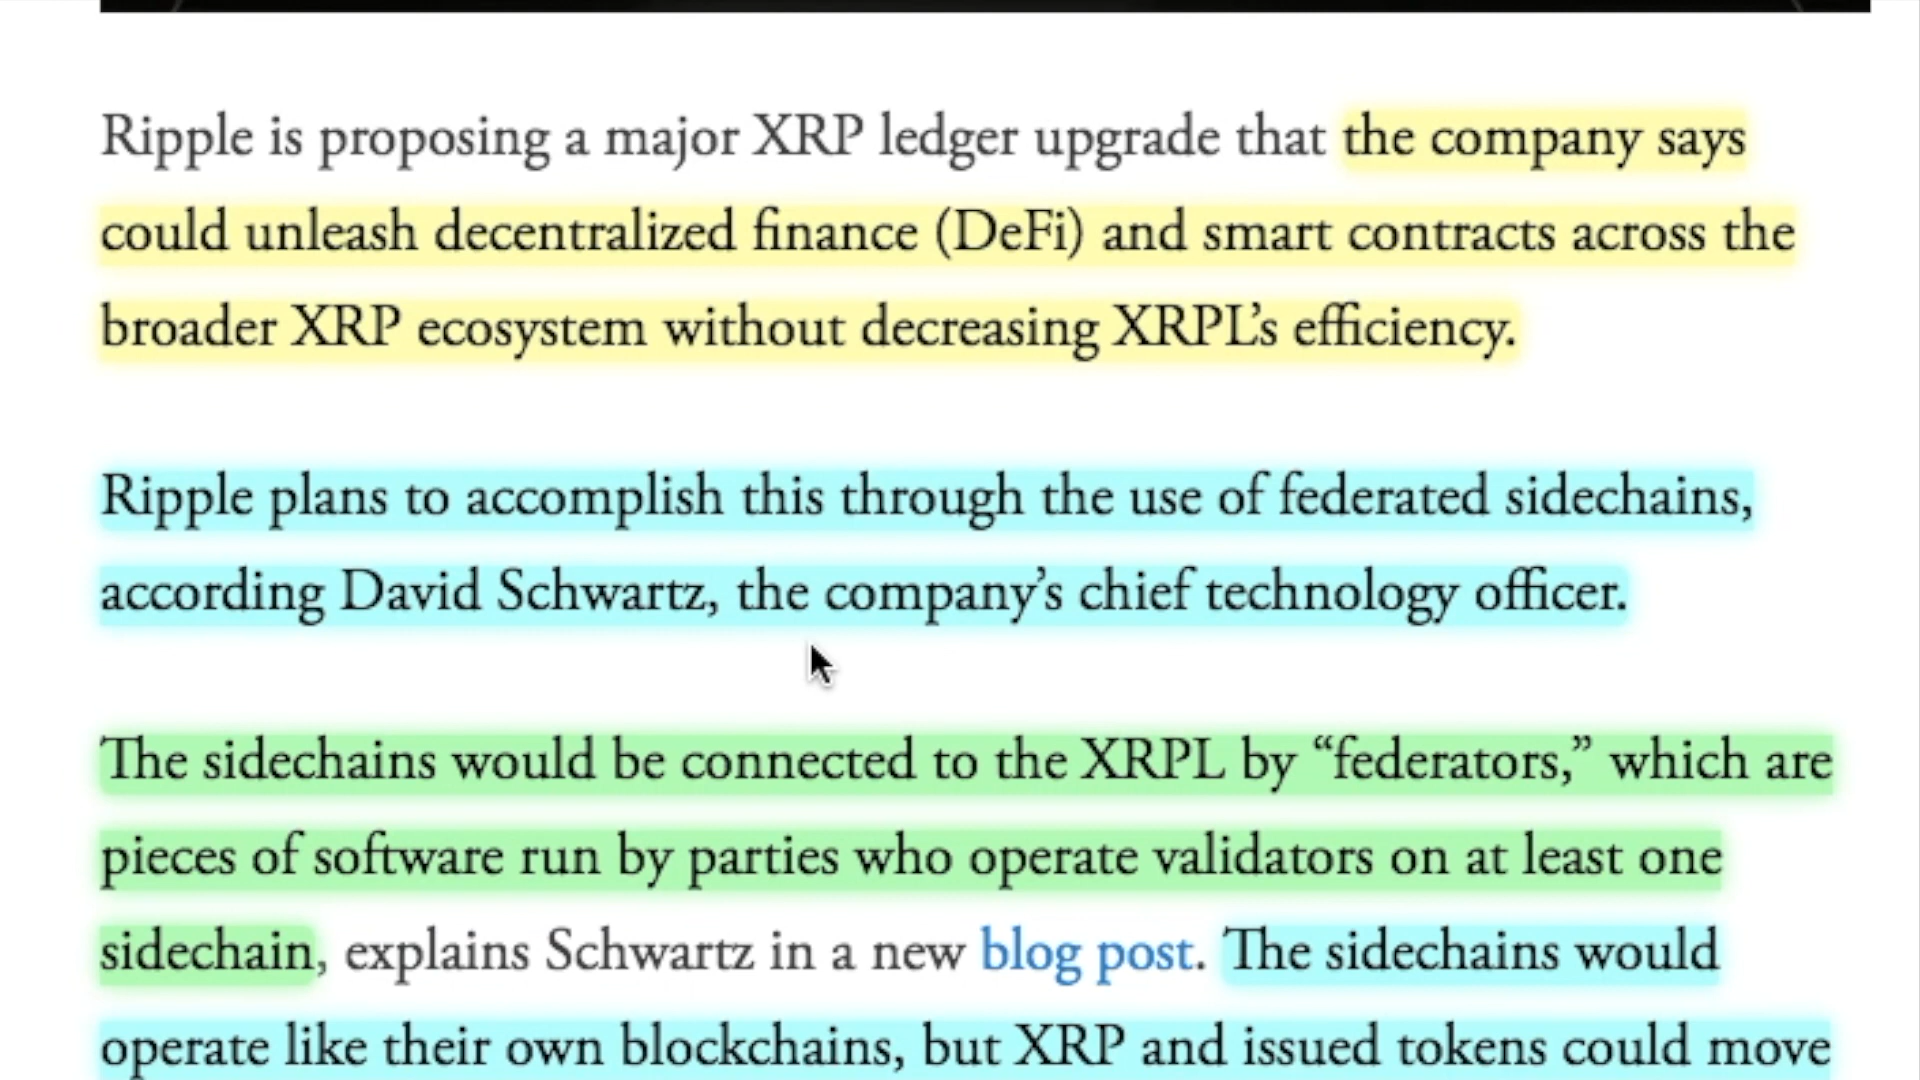 Ripple is proposing a major XRP ledger upgrade that the company says
could unleash decentralized finance (DeFi) and smart contracts across the
broader XRP ecosystem without decreasing XRPL’s efficiency.
Ripple plans to accomplish this through the use of federated sidechains,
according David Schwartz, the company’s chief technology officer.
The sidechains would be connected to the XRPL by “federators,” which are
pieces of software run by parties who operate validators on at least one
sidechain, explains Schwartz in a new blog post. The sidechains would
operate like their own blockchains, but XRP and issued tokens could move